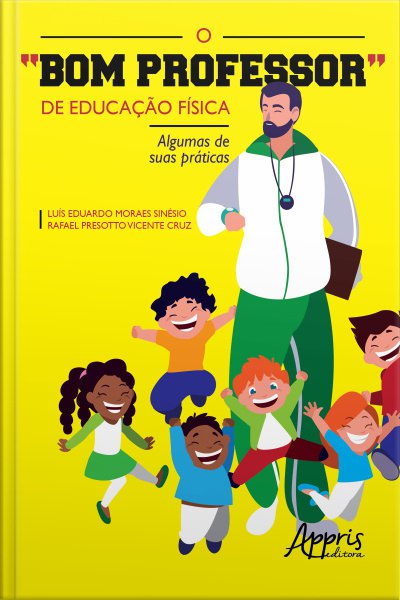 O
"BOM PROFESSOR"
DE EDUCAÇÃO FÍSICA
Algumas de
suas práticas
LUÍS EDUARDO MORAES SINÉSIO
RAFAEL PRESOTTO VICENTE CRUZ
Appris
editora